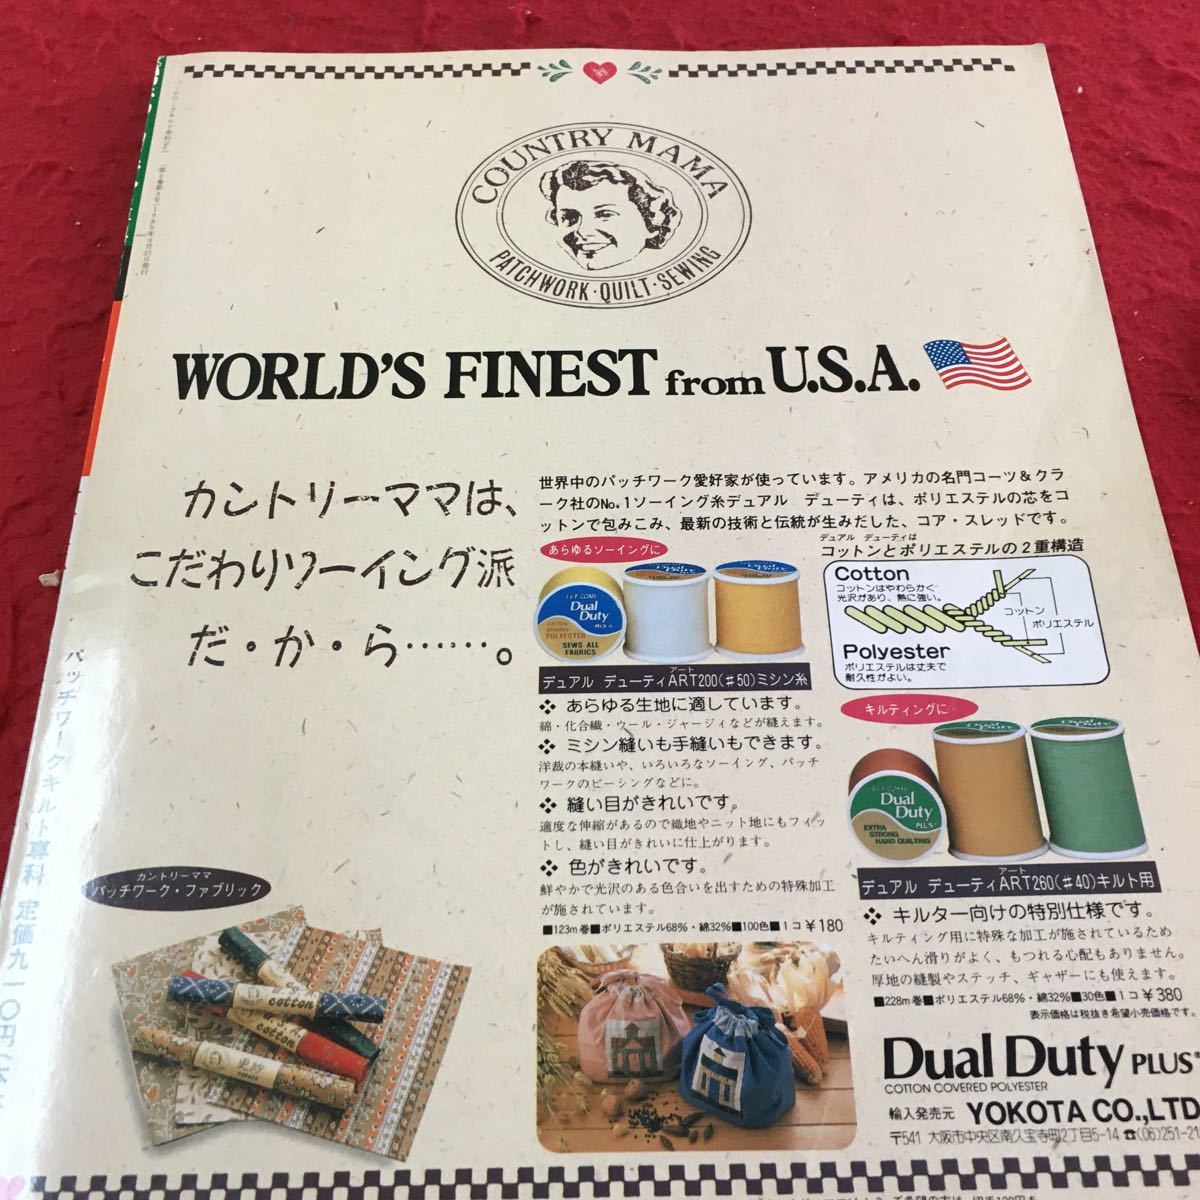 COUNTRY MAMA
PATCHWORK・QUILT・SEWING
WORLD'S FINEST from U.S.A.
カントリーママは、
こだわりソーイング派
だ・か・ら……。
世界中のパッチワーク愛好家が使っています。アメリカの名門コーツ&クラ
ーク社のNo.1ソーイング糸デュアル デューティは、ポリエステルの芯をコ
ットンで包みこみ、最新の技術と伝統が生みだした、コア・スレッドです。
あらゆるソーイングに
J&P COATS
Dual
Duty
PLUS
COTTON
COVERED
POLYESTER
SEWS ALL
FABRICS
アート
デュアル デューティART200(#50)ミシン糸
❖ あらゆる生地に適しています。
綿・化合繊・ウール・ジャージィなどが縫えます。
❖ ミシン縫いも手縫いもできます。
洋裁の本縫いや、いろいろなソーイング、パッチ
ワークのピーシングなどに。
❖ 縫い目がきれいです。
適度な伸縮があるので織地やニット地にもフィッ
トし、縫い目がきれいに仕上がります。
❖ 色がきれいです。
鮮やかで光沢のある色合いを出すための特殊加工
が施されています。
■123m巻■ポリエステル68%・綿32%■100色■1コ¥180
デュアル デューティは
コットンとポリエステルの2重構造
Cotton
コットンはやわらかく
光沢があり、熱に強い。
コットン
ポリエステル
Polyester
ポリエステルは丈夫で
耐久性がよい。
キルティングに
Dual Duty
Dual
Duty
PLUS
EXTRA
STRONG
HAND QUILTING
アート
デュアル デューティART260(#40)キルト用
❖ キルター向けの特別仕様です。
キルティング用に特殊な加工が施されているため
たいへん滑りがよく、もつれる心配もありません。
厚地の縫製やステッチ、ギャザーにも使えます。
■228m巻■ポリエステル68%・綿32%■30色■1コ¥380
表示価格は税抜き希望小売価格です。
カントリーママ
パッチワーク・ファブリック
cotton
cotton
Dual Duty PLUS
COTTON COVERED POLYESTER
輸入発売元 YOKOTA CO.,LTD
〒541 大阪市中央区南久宝寺町2丁目5-14 ☎(06)251-21
パッチワークキルト専科 定価九一〇円